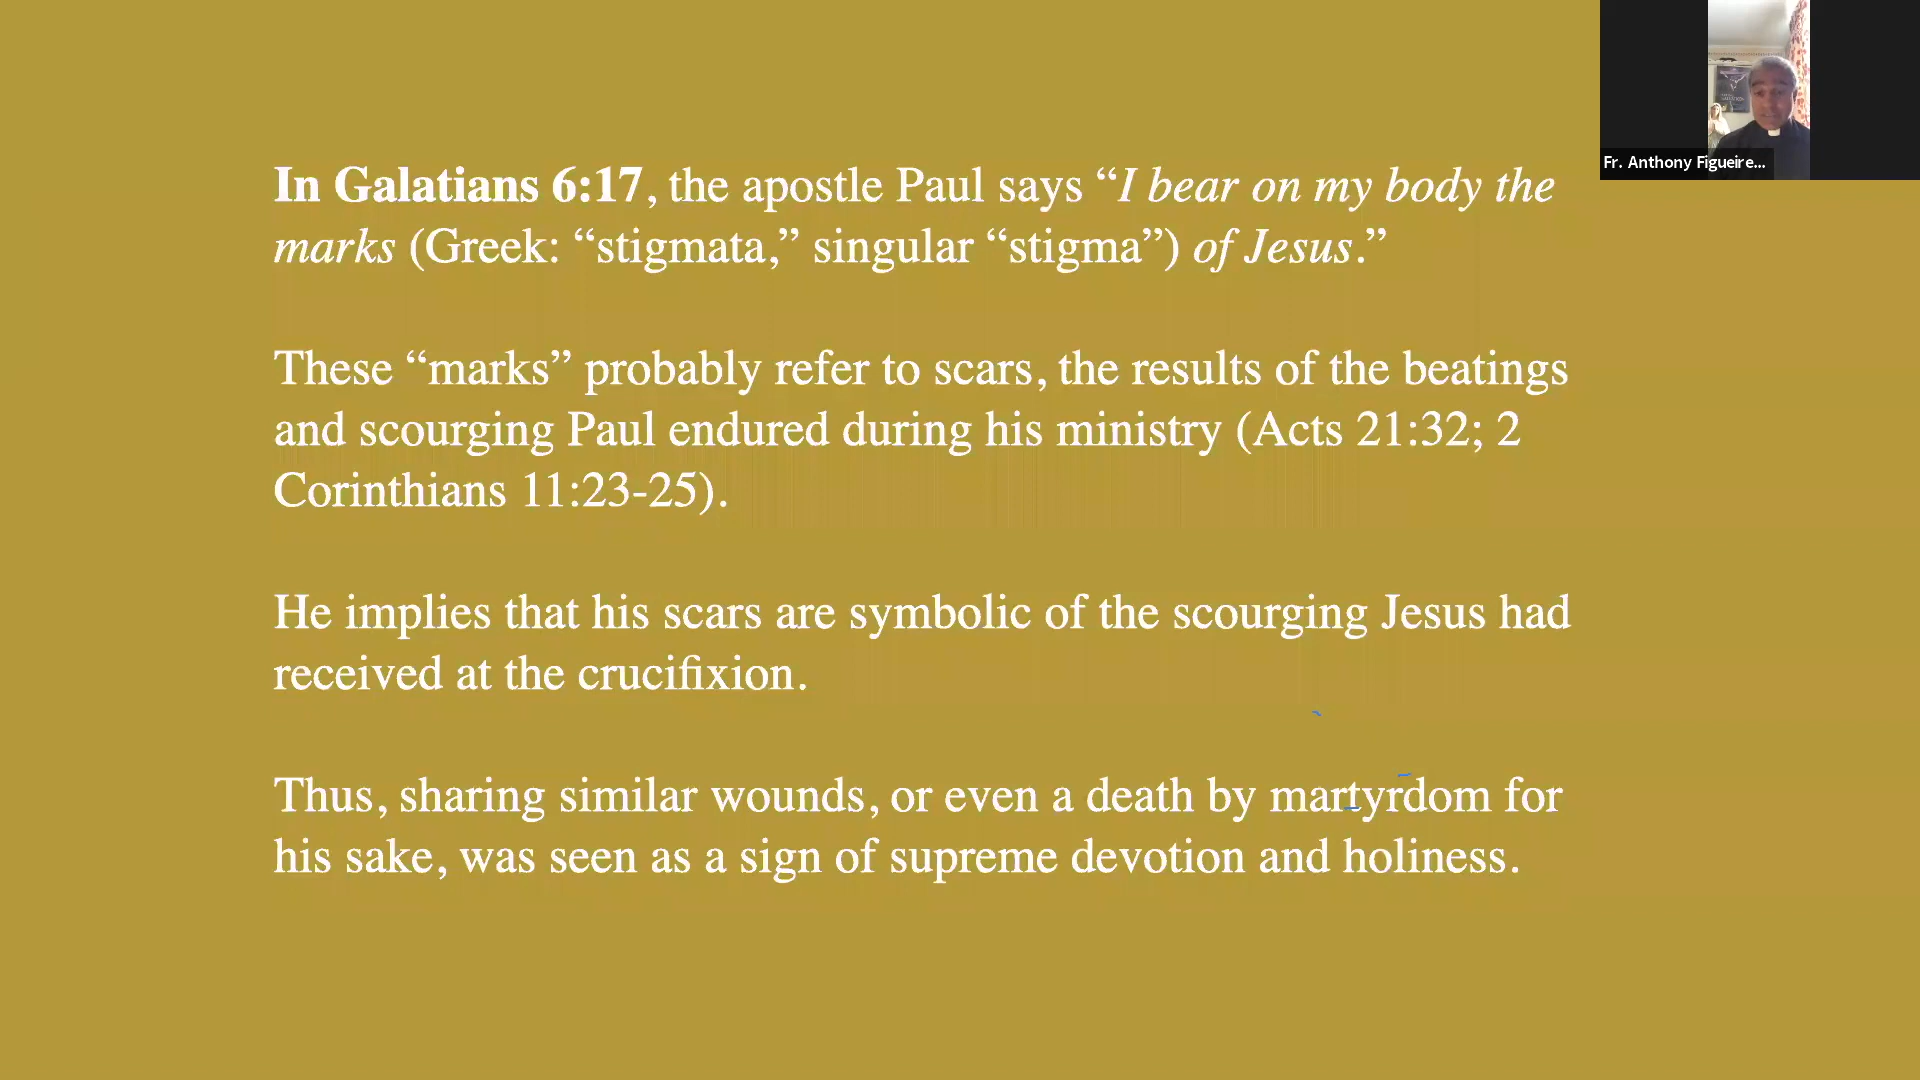 In Galatians 6:17, the apostle Paul says “I bear on my body the
marks (Greek: “stigmata,” singular “stigma”) of Jesus.”
These “marks” probably refer to scars, the results of the beatings
and scourging Paul endured during his ministry (Acts 21:32; 2
Corinthians 11:23-25).
He implies that his scars are symbolic of the scourging Jesus had
received at the crucifixion.
Thus, sharing similar wounds, or even a death by martyrdom for
his sake, was seen as a sign of supreme devotion and holiness.
Fr. Anthony Figueire...